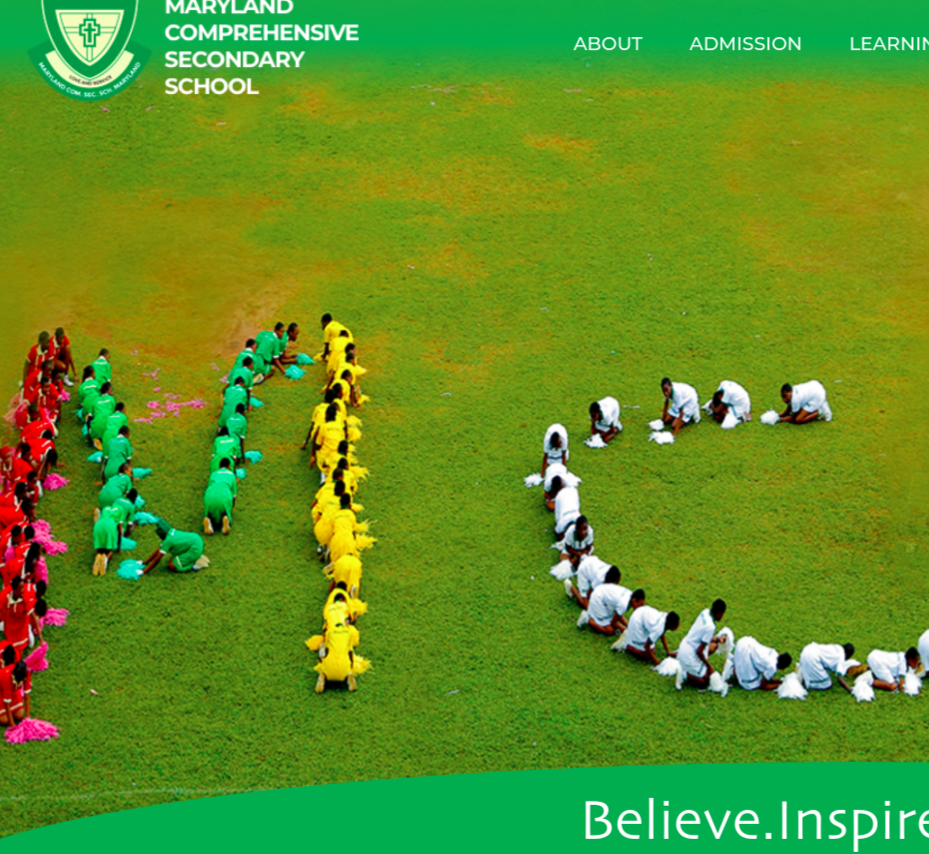 MARYLAND
COMPREHENSIVE
SECONDARY
SCHOOL
LOVE AND SERVICE
MARYLAND COM. SEC. SCH. MARYLAND
ABOUT ADMISSION LEARNIN
Believe.Inspire